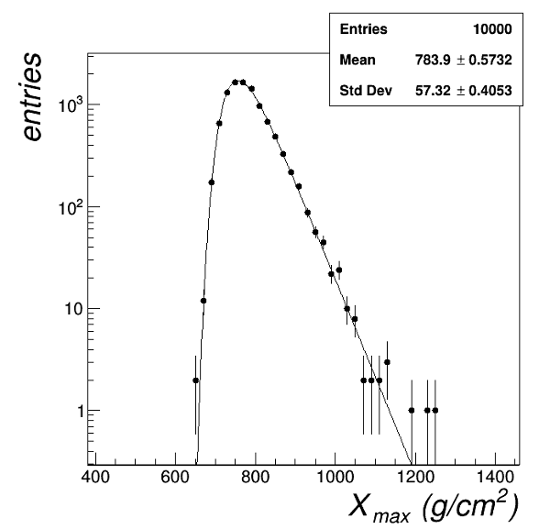 Entries 10000
Mean 783.9 ± 0.5732
Std Dev 57.32 ± 0.4053
entries
10³
10²
10
1
400 600 800 1000 1200 1400
X_max (g/cm²)